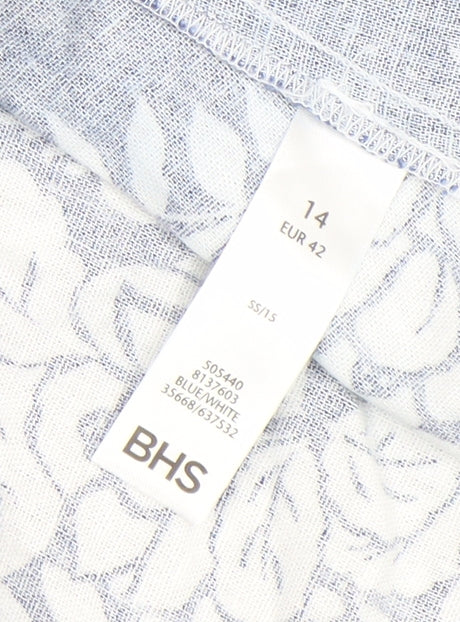 14
EUR 42
SS/15
505440
8137603
BLUE/WHITE
35668/637532
BHS